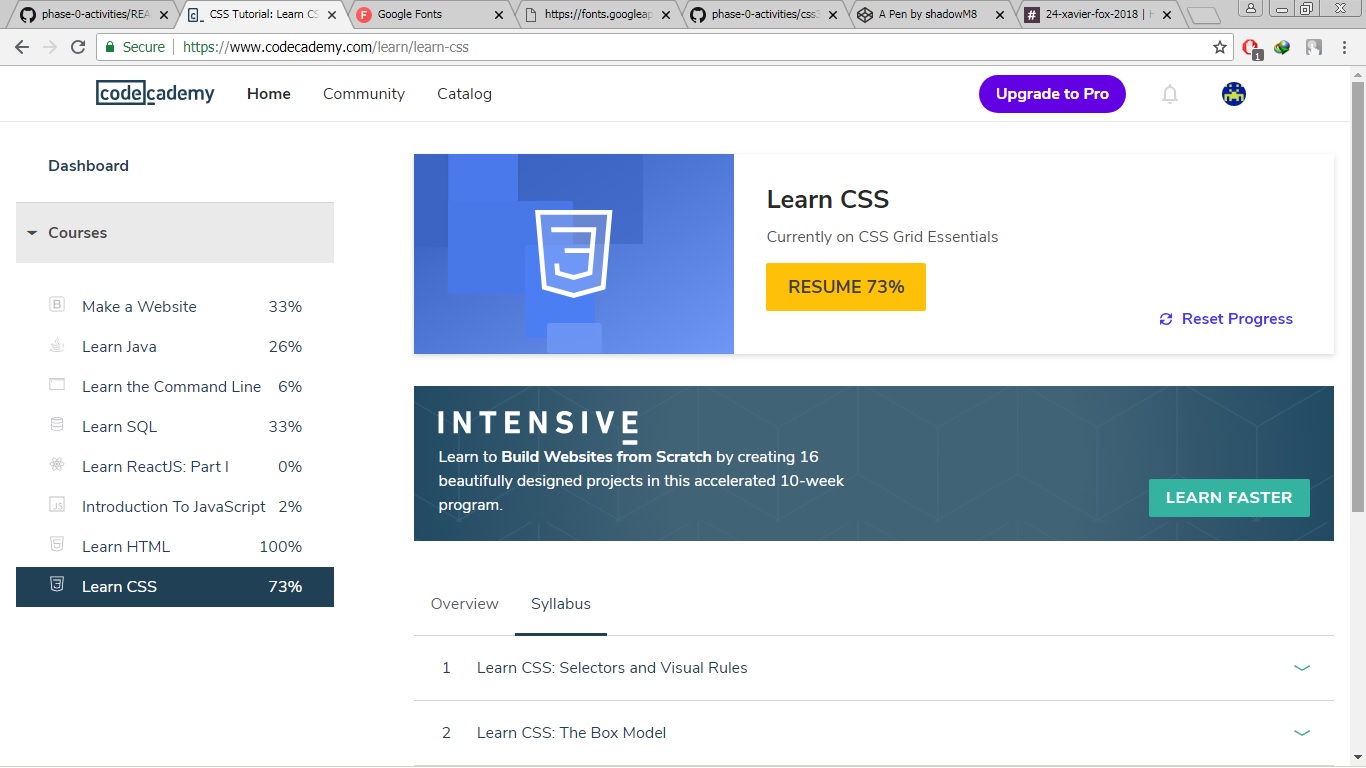 phase-0-activities/REA
CSS Tutorial: Learn CS
Google Fonts
https://fonts.googleap
phase-0-activities/css
A Pen by shadowM8
24-xavier-fox-2018 |
Secure
https://www.codecademy.com/learn/learn-css
1
codecademy
Home
Community
Catalog
Upgrade to Pro
Dashboard
Courses
Make a Website 33%
Learn Java 26%
Learn the Command Line 6%
Learn SQL 33%
Learn ReactJS: Part I 0%
Introduction To JavaScript 2%
Learn HTML 100%
Learn CSS 73%
Learn CSS
Currently on CSS Grid Essentials
RESUME 73%
Reset Progress
INTENSIVE
Learn to Build Websites from Scratch by creating 16
beautifully designed projects in this accelerated 10-week
program.
LEARN FASTER
Overview
Syllabus
1 Learn CSS: Selectors and Visual Rules
2 Learn CSS: The Box Model